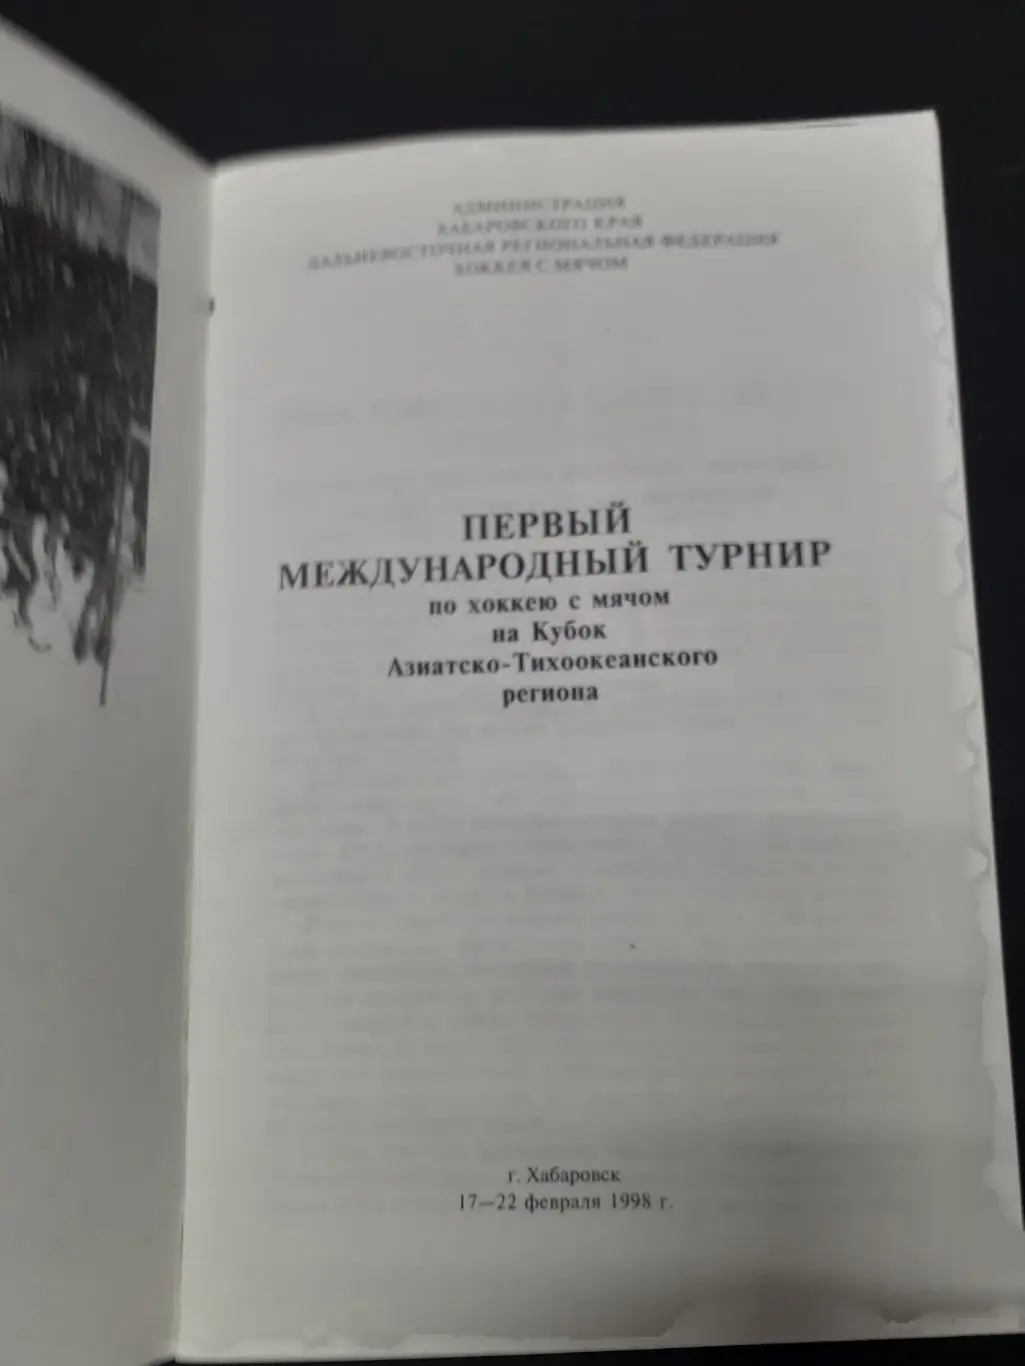 АДМИНИСТРАЦИЯ
ХАБАРОВСКОГО КРАЯ
ДАЛЬНЕВОСТОЧНАЯ РЕГИОНАЛЬНАЯ ФЕДЕРАЦИЯ
ХОККЕЯ С МЯЧОМ
ПЕРВЫЙ
МЕЖДУНАРОДНЫЙ ТУРНИР
по хоккею с мячом
на Кубок
Азиатско-Тихоокеанского
региона
г. Хабаровск
17—22 февраля 1998 г.